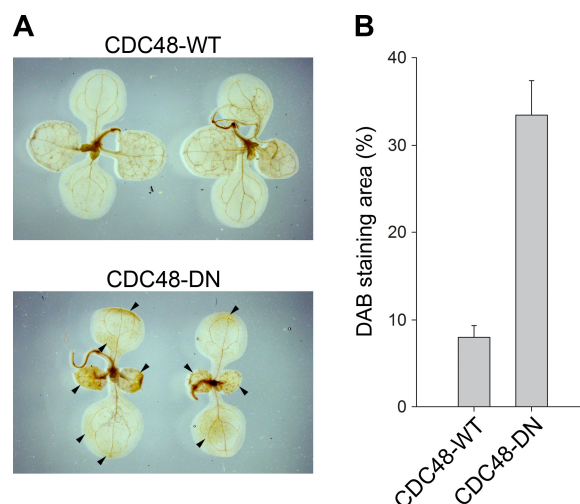 A
CDC48-WT
CDC48-DN
B
DAB staining area (%)
40
30
20
10
0
CDC48-WT
CDC48-DN